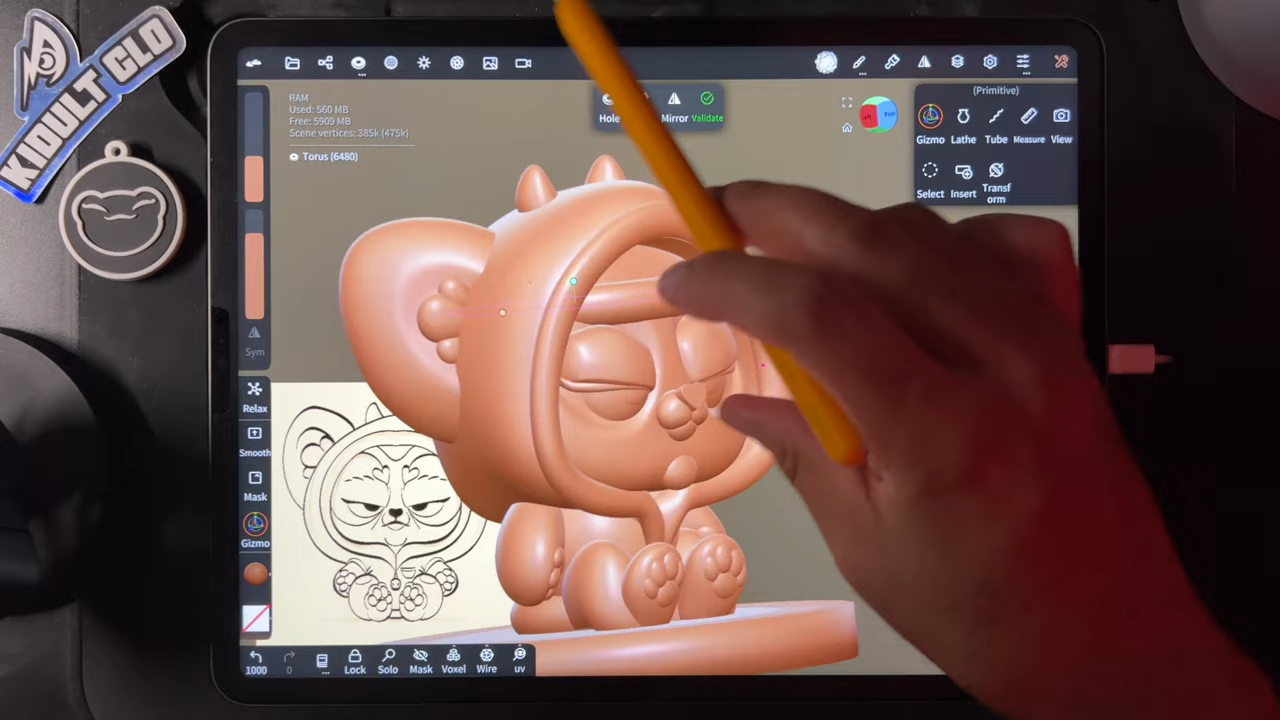 KIDULT CLO
RAM
Used: 560 MB
Free: 5909 MB
Scene vertices: 385k (475k)
Torus (6480)
Mirror
Validate
(Primitive)
Gizmo
Lathe
Tube
Measure
View
Select
Insert
Transf
orm
Sym
Relax
Smooth
Mask
Gizmo
1000
0
Lock
Solo
Mask
Voxel
Wire
uv